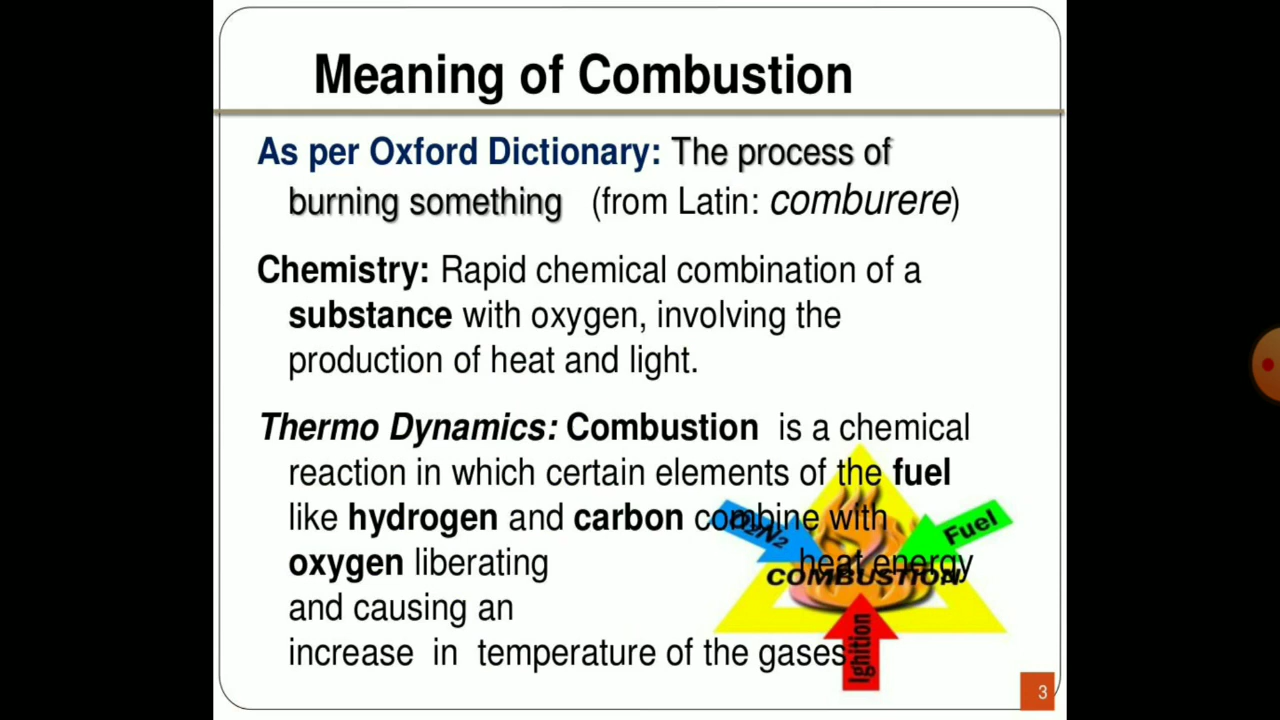 Meaning of Combustion
As per Oxford Dictionary: The process of
burning something (from Latin: comburere)
Chemistry: Rapid chemical combination of a
substance with oxygen, involving the
production of heat and light.
Thermo Dynamics: Combustion is a chemical
reaction in which certain elements of the fuel
like hydrogen and carbon combine with
oxygen liberating heat energy
and causing an
increase in temperature of the gases
O2N2
Fuel
COMBUSTION
Ighition
3